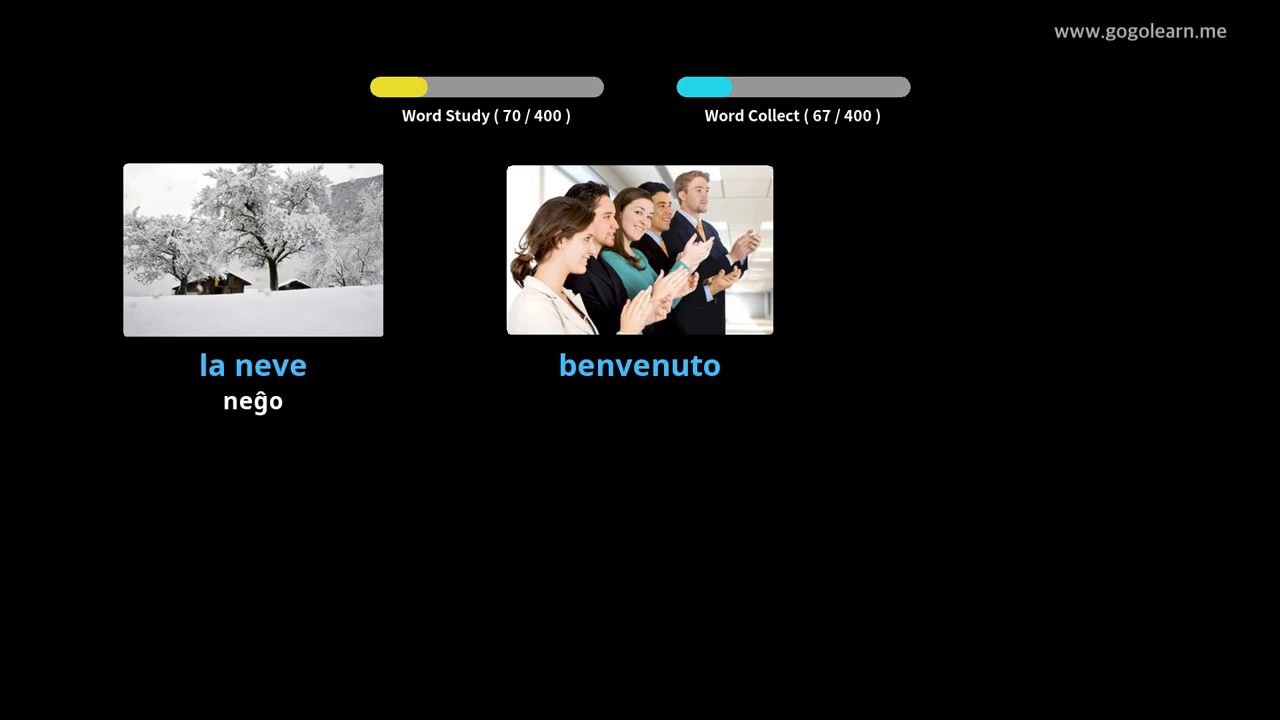 www.gogolearn.me
Word Study ( 70 / 400 )
Word Collect ( 67 / 400 )
la neve
neĝo
benvenuto